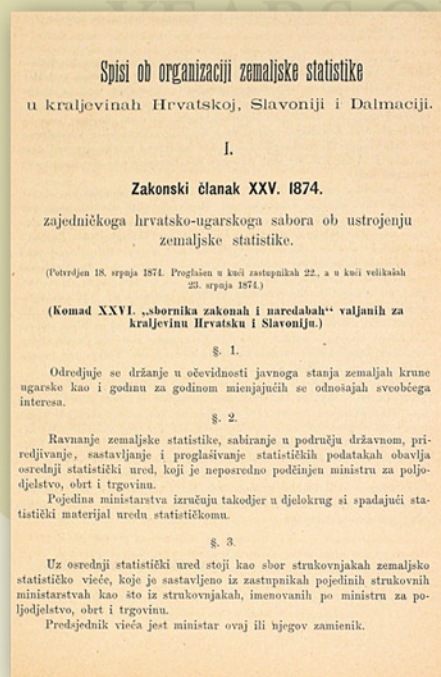 YEARS O
Spisi ob organizaciji zemaljske statistike
u kraljevinah Hrvatskoj, Slavoniji i Dalmaciji.
I.
Zakonski članak XXV. 1874.
zajedničkoga hrvatsko-ugarskoga sabora ob ustrojenju
zemaljske statistike.
(Potvrdjen 18. srpnja 1874. Proglašen u kući zastupnikah 22., a u kući velikašah
23. srpnja 1874.)
(Komad XXVI. „sbornika zakonah i naredabah“ valjanih za
kraljevinu Hrvatsku i Slavoniju.)
§. 1.
Odredjuje se držanje u očevidnosti javnoga stanja zemaljah krune
ugarske kao i godinu za godinom mienjajućih se odnošajah sveobćega
interesa.
§. 2.
Ravnanje zemaljske statistike, sabiranje u području državnom, pri-
redjivanje, sastavljanje i proglašivanje statističkih podatakah obavlja
osrednji statistički ured, koji je neposredno podčinjen ministru za poljo-
djelstvo, obrt i trgovinu.
Pojedina ministarstva izručuju takodjer u djelokrug si spadajući sta-
tistički materijal uredu statističkomu.
§. 3.
Uz osrednji statistički ured stoji kao sbor strukovnjakah zemaljsko
statističko vieće, koje je sastavljeno iz zastupnikah pojedinih strukovnih
ministarstvah kao što iz strukovnjakah, imenovanih po ministru za po-
ljodjelstvo, obrt i trgovinu.
Predsjednik vieća jest ministar ovaj ili njegov zamienik.